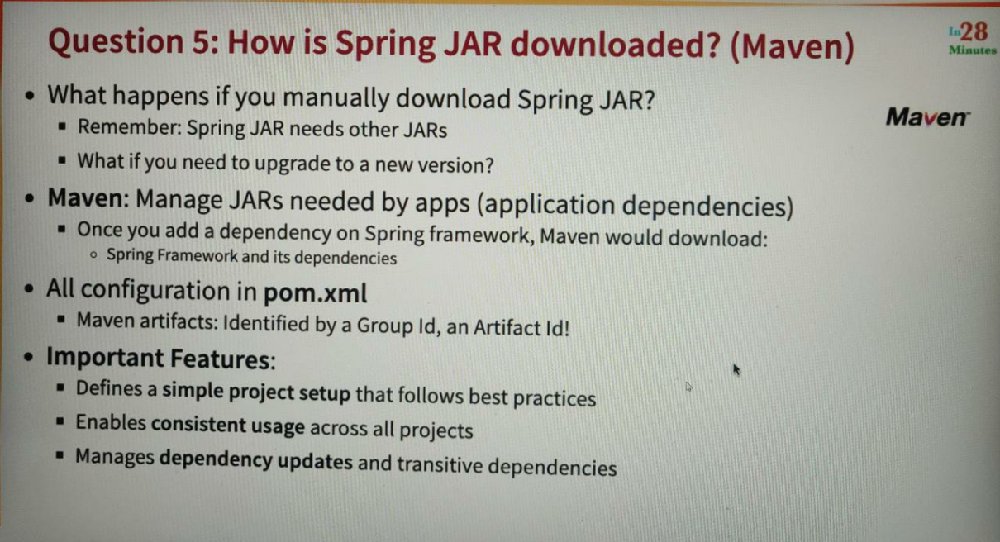 Question 5: How is Spring JAR downloaded? (Maven)
In28
Minutes
• What happens if you manually download Spring JAR?
Maven™
▪ Remember: Spring JAR needs other JARs
▪ What if you need to upgrade to a new version?
• Maven: Manage JARs needed by apps (application dependencies)
▪ Once you add a dependency on Spring framework, Maven would download:
○ Spring Framework and its dependencies
• All configuration in pom.xml
▪ Maven artifacts: Identified by a Group Id, an Artifact Id!
• Important Features:
▪ Defines a simple project setup that follows best practices
▪ Enables consistent usage across all projects
▪ Manages dependency updates and transitive dependencies